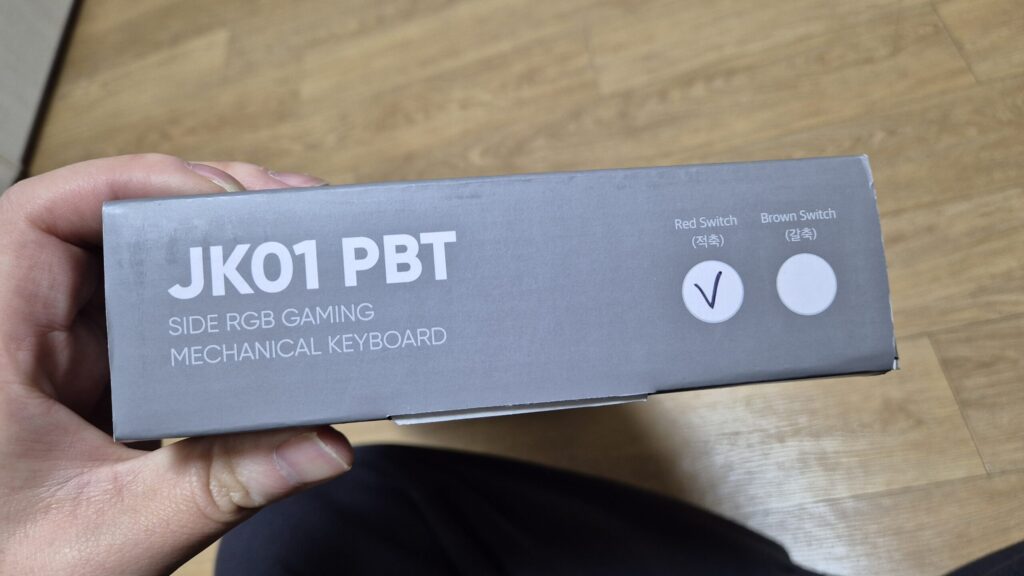 JK01 PBT
SIDE RGB GAMING
MECHANICAL KEYBOARD
Red Switch
(적축)
Brown Switch
(갈축)